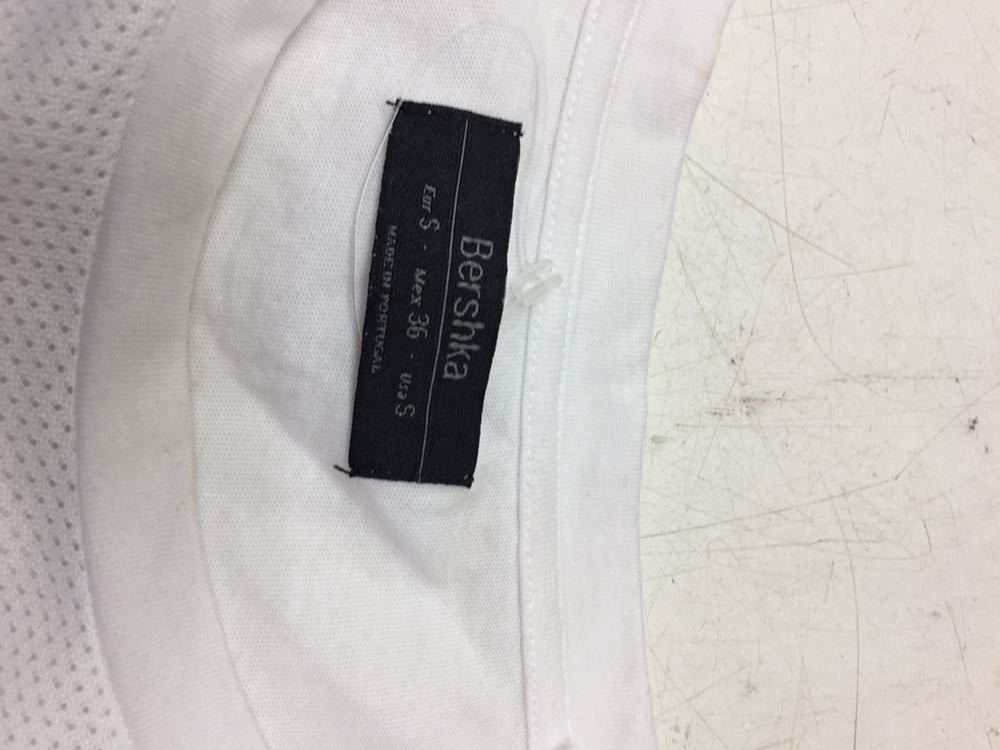 Bershka
Eur S · Mex 36 · Usa S
MADE IN PORTUGAL